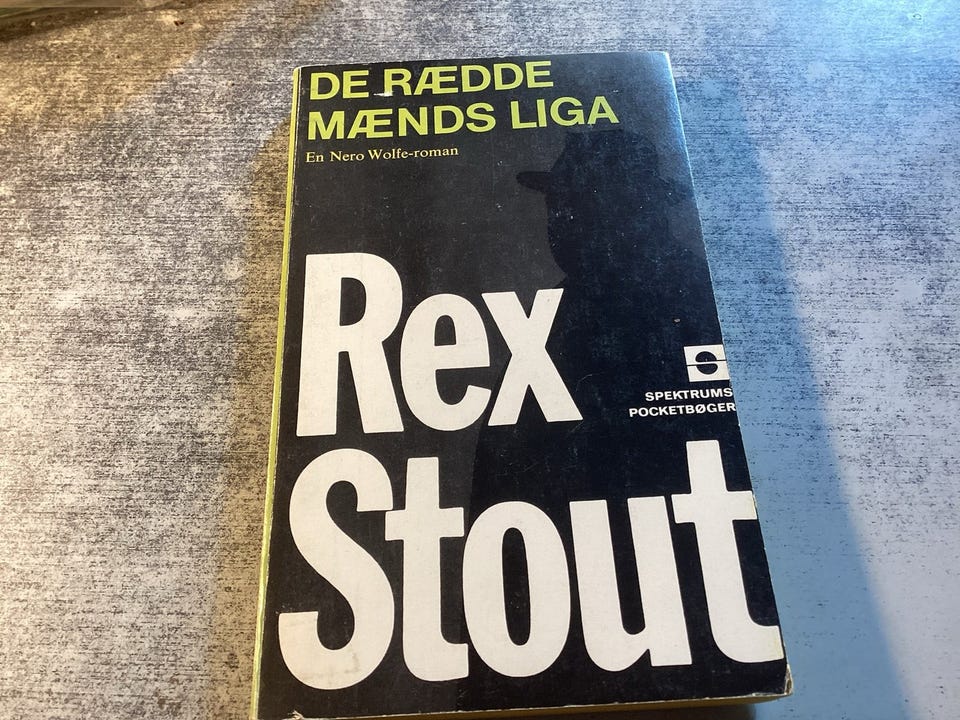 DE RÆDDE
MÆNDS LIGA
En Nero Wolfe-roman
Rex
SPEKTRUMS
POCKETBØGER
Stout